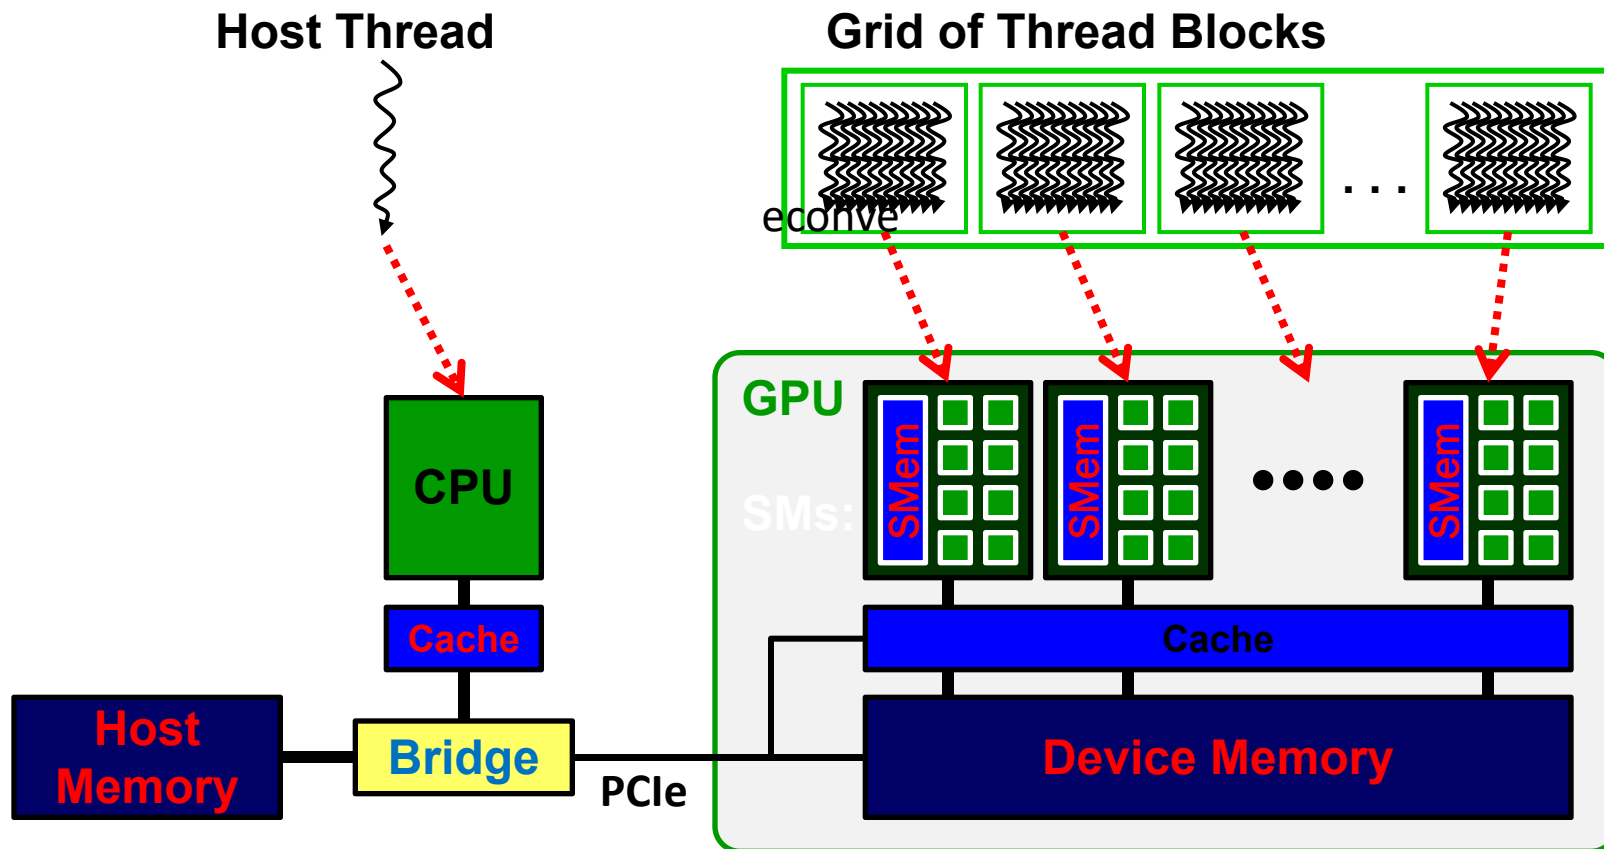 Host Thread
Grid of Thread Blocks
. . .
econve
GPU
SMem
SMem
SMem
CPU
SMs:
Cache
Cache
Host
Memory
Bridge
PCIe
Device Memory